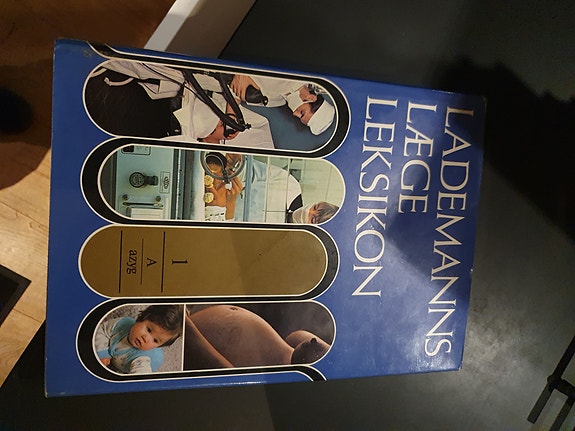 LADEMANNS
LÆGE
LEKSIKON
1
A
azyg